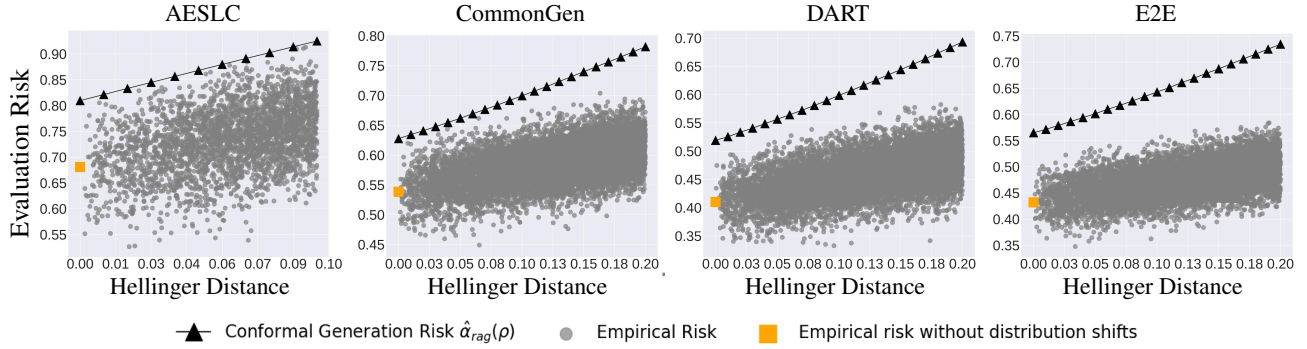 AESLC CommonGen DART E2E
Evaluation Risk
0.90 0.85 0.80 0.75 0.70 0.65 0.60 0.55
0.00 0.01 0.03 0.04 0.06 0.07 0.09 0.10
Hellinger Distance
0.80 0.75 0.70 0.65 0.60 0.55 0.50 0.45
0.00 0.03 0.05 0.08 0.10 0.13 0.15 0.18 0.20
Hellinger Distance
0.70 0.65 0.60 0.55 0.50 0.45 0.40 0.35
0.00 0.03 0.05 0.08 0.10 0.13 0.15 0.18 0.20
Hellinger Distance
0.75 0.70 0.65 0.60 0.55 0.50 0.45 0.40 0.35
0.00 0.03 0.05 0.08 0.10 0.13 0.15 0.18 0.20
Hellinger Distance
Conformal Generation Risk α̂rag(ρ) Empirical Risk Empirical risk without distribution shifts